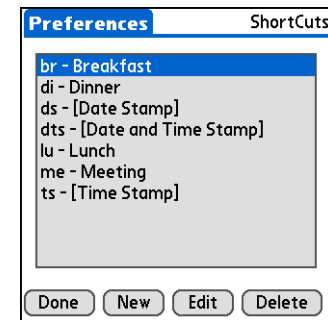 Preferences ShortCuts
br - Breakfast
di - Dinner
ds - [Date Stamp]
dts - [Date and Time Stamp]
lu - Lunch
me - Meeting
ts - [Time Stamp]
Done New Edit Delete